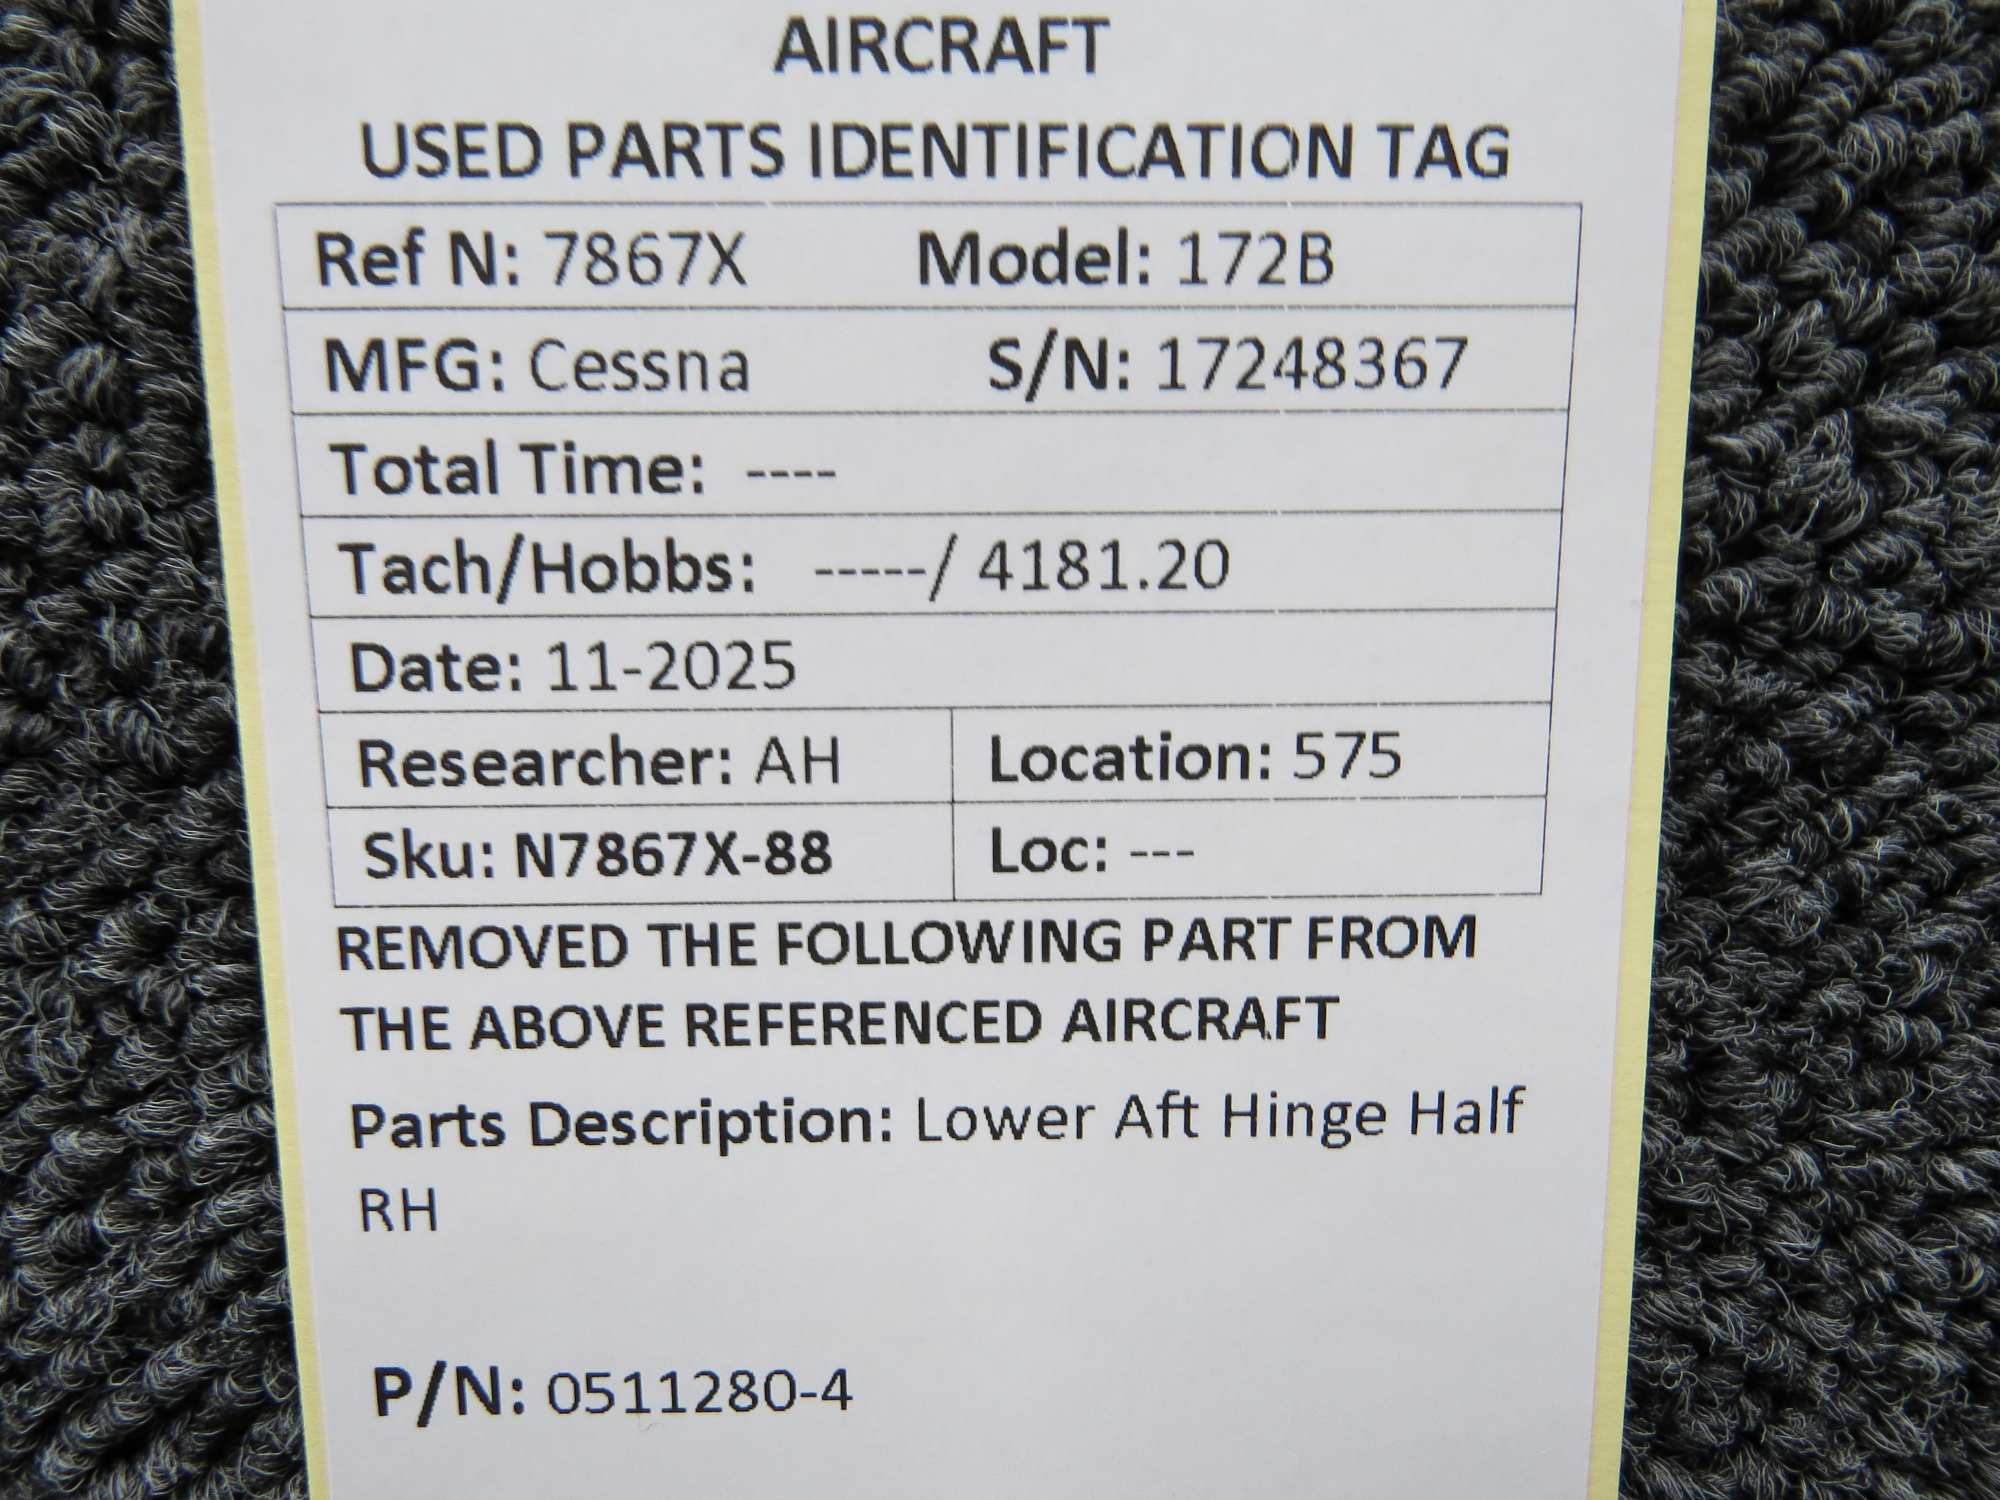 AIRCRAFT
USED PARTS IDENTIFICATION TAG
Ref N: 7867X Model: 172B
MFG: Cessna S/N: 17248367
Total Time: ----
Tach/Hobbs: -----/ 4181.20
Date: 11-2025
Researcher: AH Location: 575
Sku: N7867X-88 Loc: ---
REMOVED THE FOLLOWING PART FROM
THE ABOVE REFERENCED AIRCRAFT
Parts Description: Lower Aft Hinge Half
RH
P/N: 0511280-4